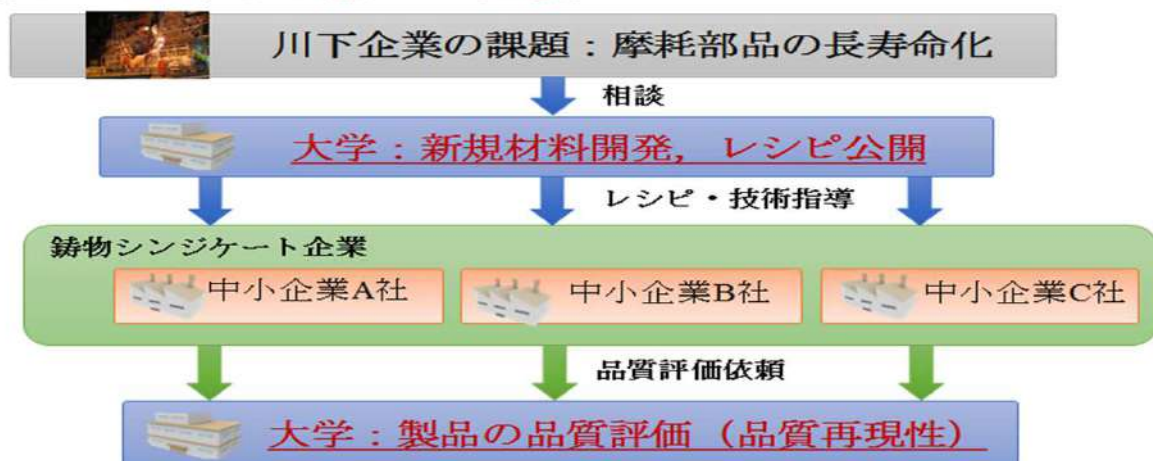 川下企業の課題：摩耗部品の長寿命化
相談
大学：新規材料開発，レシピ公開
レシピ・技術指導
鋳物シンジケート企業
中小企業A社
中小企業B社
中小企業C社
品質評価依頼
大学：製品の品質評価（品質再現性）